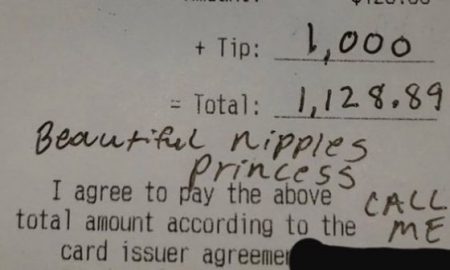 + Tip: 1,000
= Total: 1,128.89
Beautiful nipples
princess
I agree to pay the above CALL
total amount according to the ME
card issuer